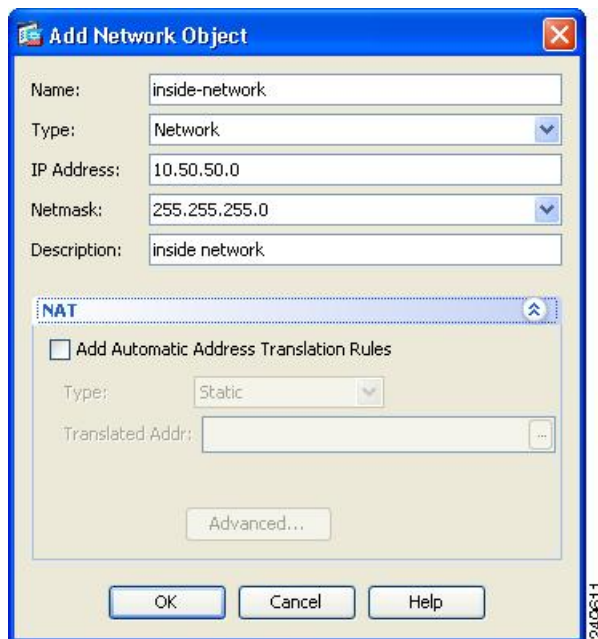 Add Network Object
Name: inside-network
Type: Network
IP Address: 10.50.50.0
Netmask: 255.255.255.0
Description: inside network
NAT
Add Automatic Address Translation Rules
Type: Static
Translated Addr: ...
Advanced...
OK Cancel Help
240611